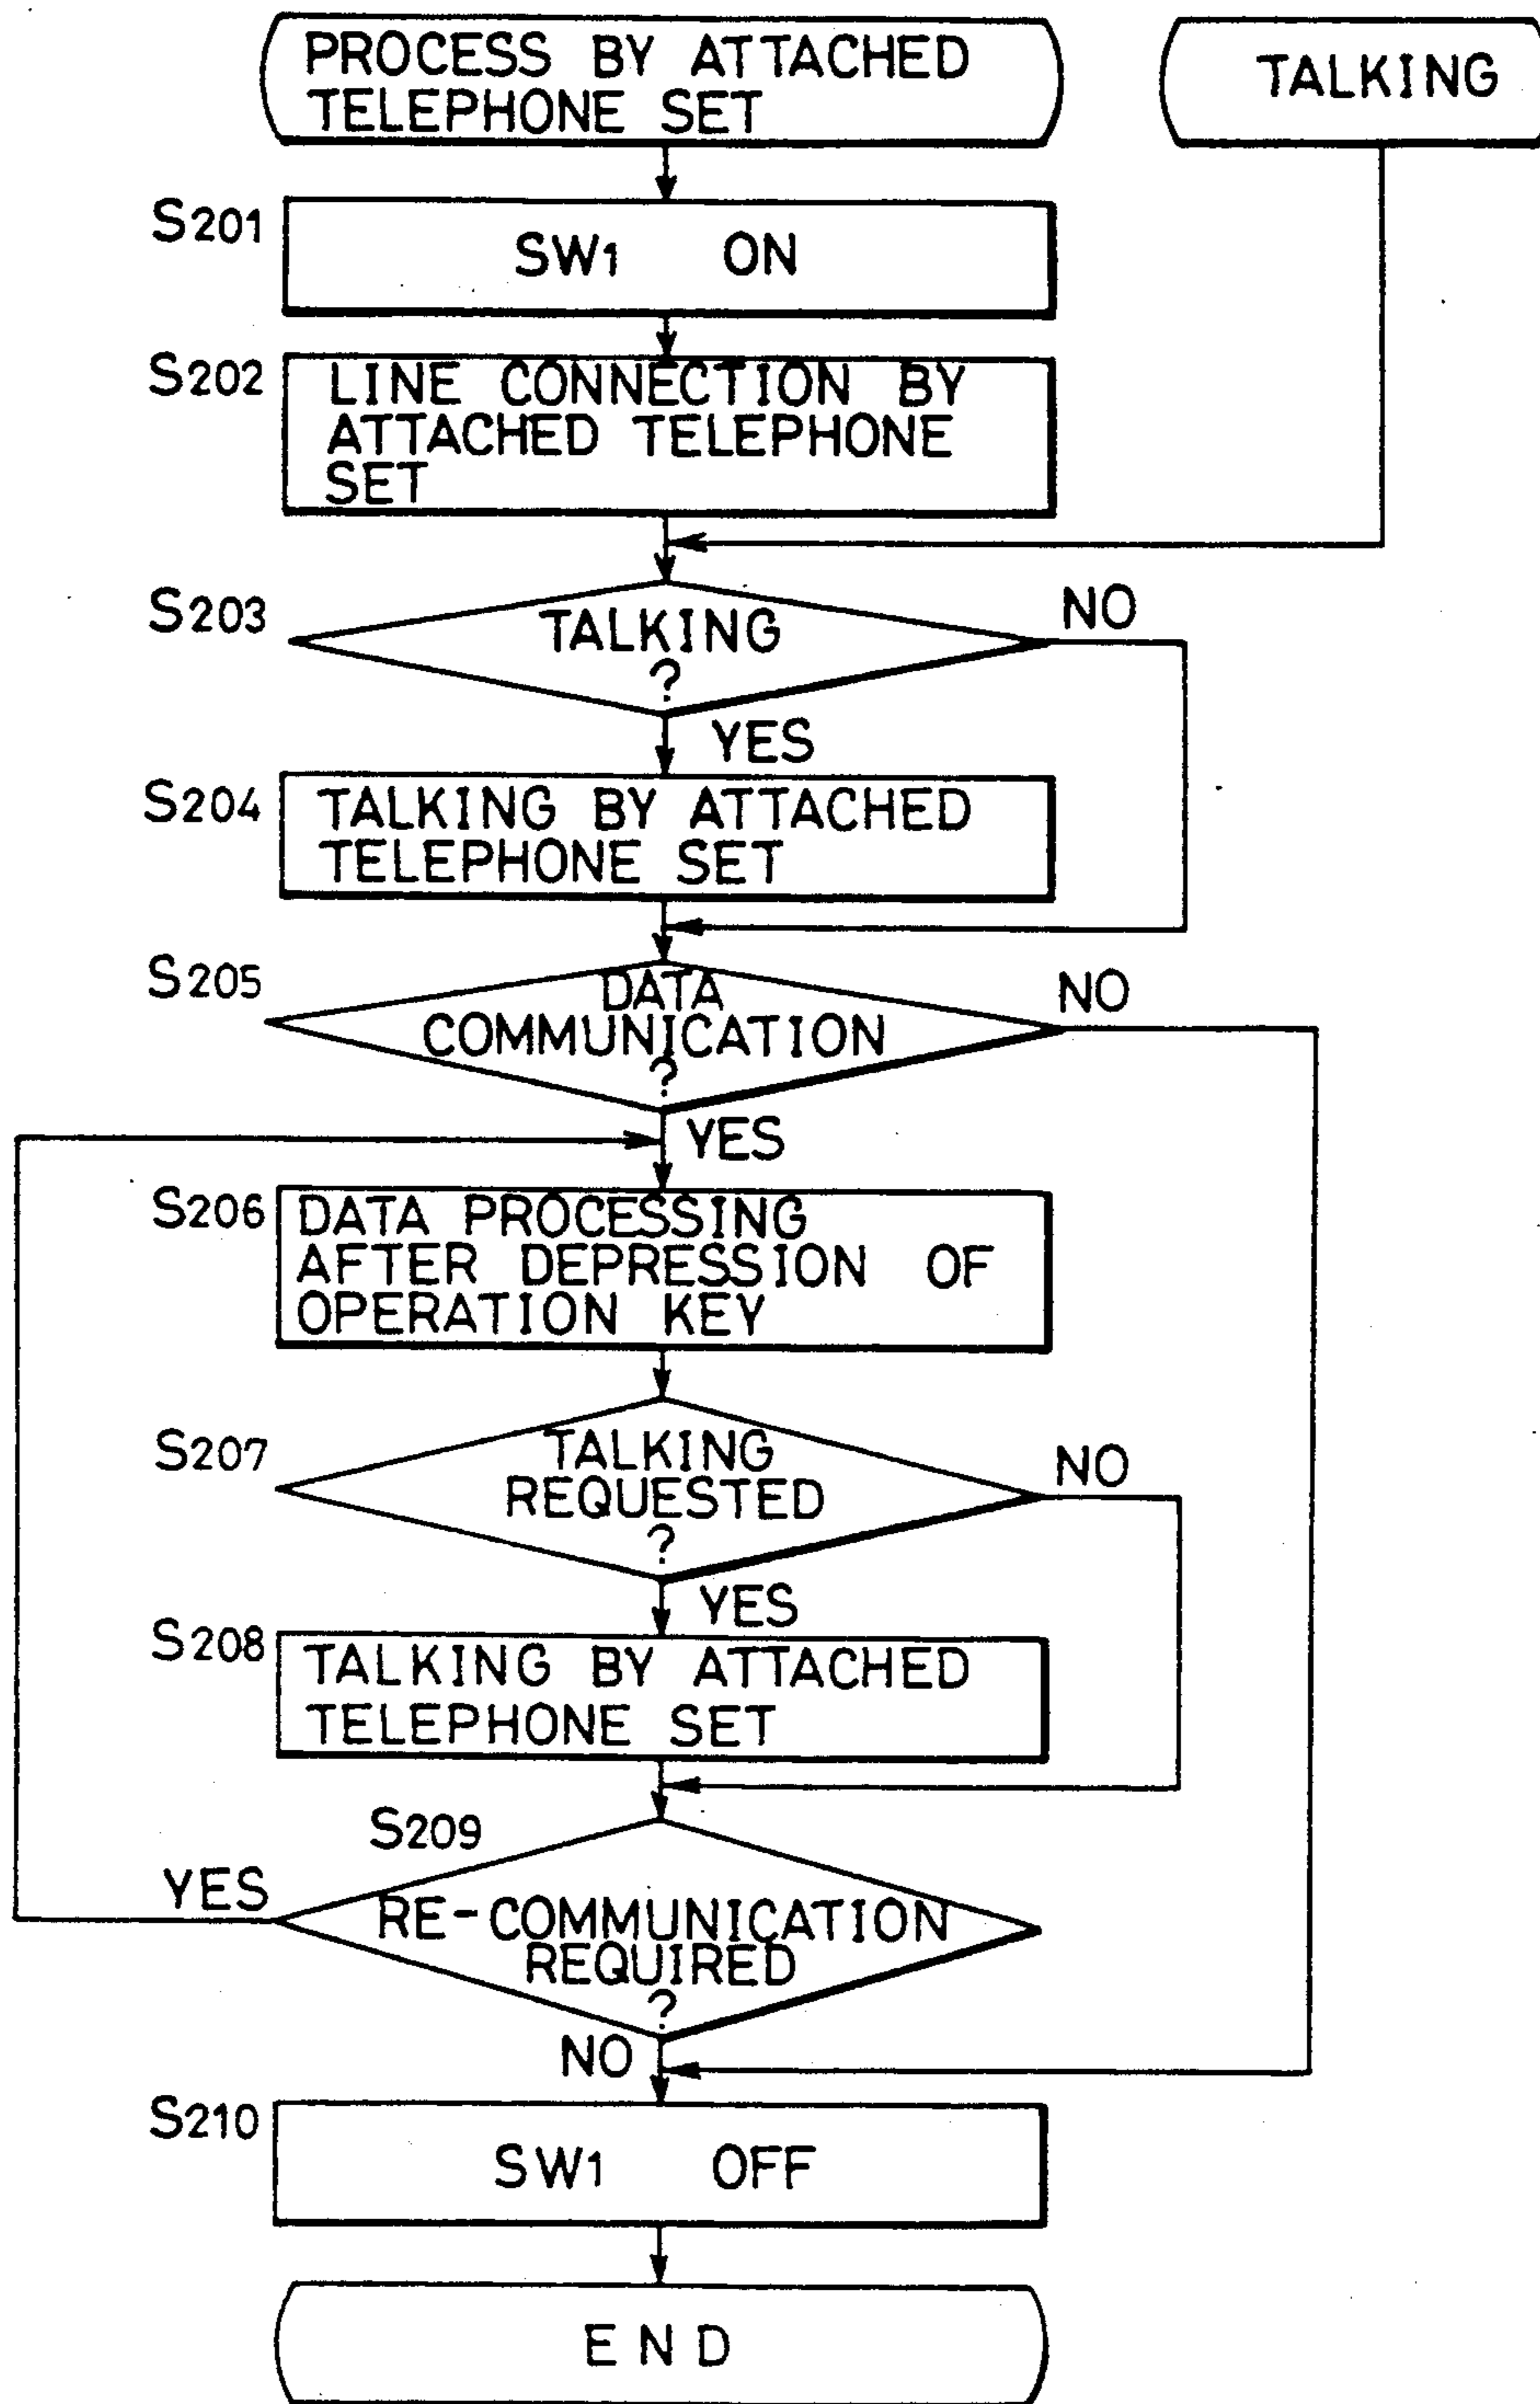 PROCESS BY ATTACHED
TELEPHONE SET
TALKING
S201
SW1 ON
S202
LINE CONNECTION BY
ATTACHED TELEPHONE
SET
S203
TALKING
?
NO
YES
S204
TALKING BY ATTACHED
TELEPHONE SET
S205
DATA
COMMUNICATION
?
NO
YES
S206
DATA PROCESSING
AFTER DEPRESSION OF
OPERATION KEY
S207
TALKING
REQUESTED
?
NO
YES
S208
TALKING BY ATTACHED
TELEPHONE SET
S209
YES
RE-COMMUNICATION
REQUIRED
?
NO
S210
SW1 OFF
END